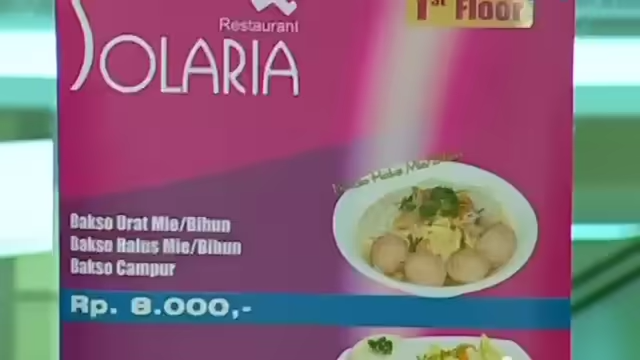 1st Floor
Restaurant
SOLARIA
Bakso Urat Mie/Bihun
Bakso Halus Mie/Bihun
Bakso Campur
Rp. 8.000,-